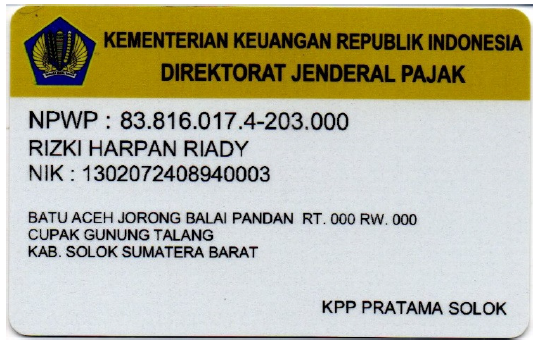 KEMENTERIAN KEUANGAN REPUBLIK INDONESIA
DIREKTORAT JENDERAL PAJAK
NPWP : 83.816.017.4-203.000
RIZKI HARPAN RIADY
NIK : 1302072408940003
BATU ACEH JORONG BALAI PANDAN RT. 000 RW. 000
CUPAK GUNUNG TALANG
KAB. SOLOK SUMATERA BARAT
KPP PRATAMA SOLOK